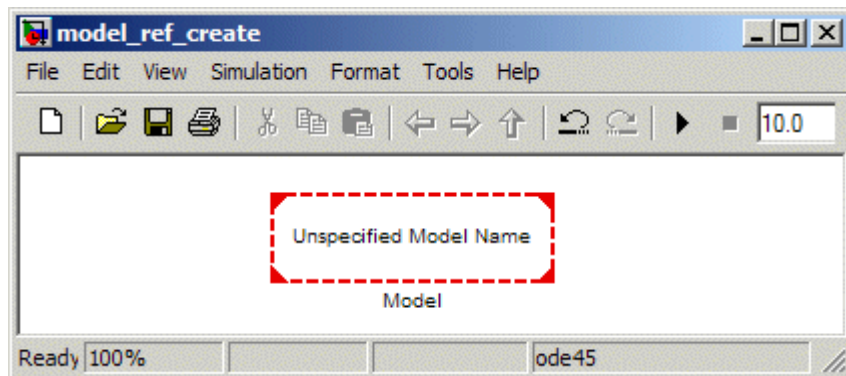 model_ref_create
File Edit View Simulation Format Tools Help
10.0
Unspecified Model Name
Model
Ready 100% ode45